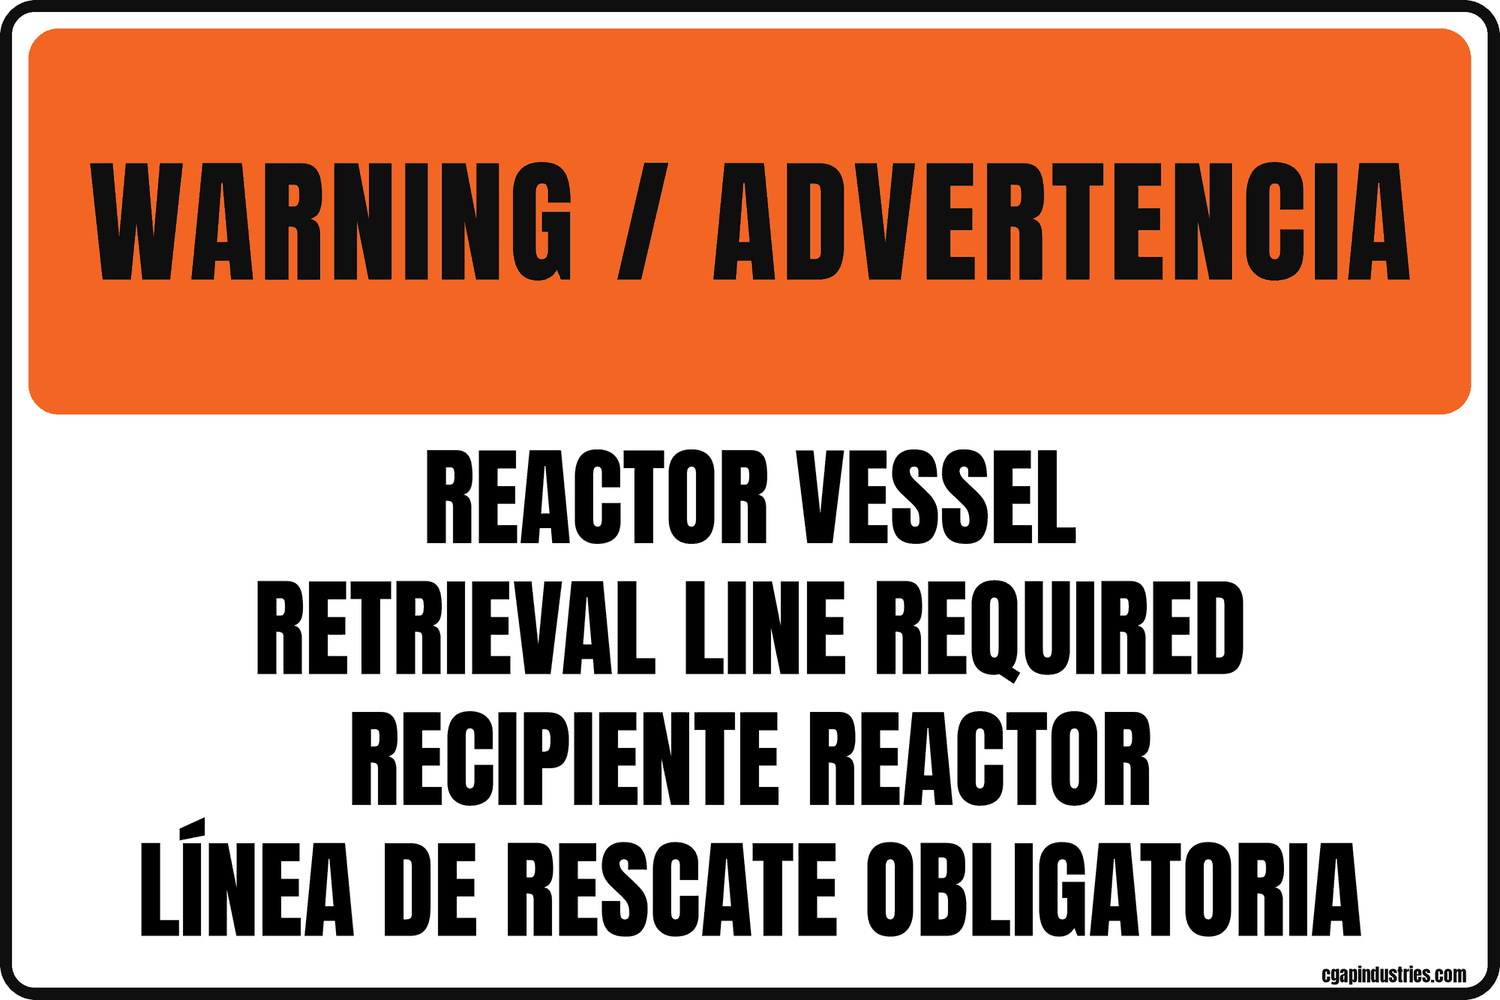 WARNING / ADVERTENCIA
REACTOR VESSEL
RETRIEVAL LINE REQUIRED
RECIPIENTE REACTOR
LÍNEA DE RESCATE OBLIGATORIA
cgapindustries.com